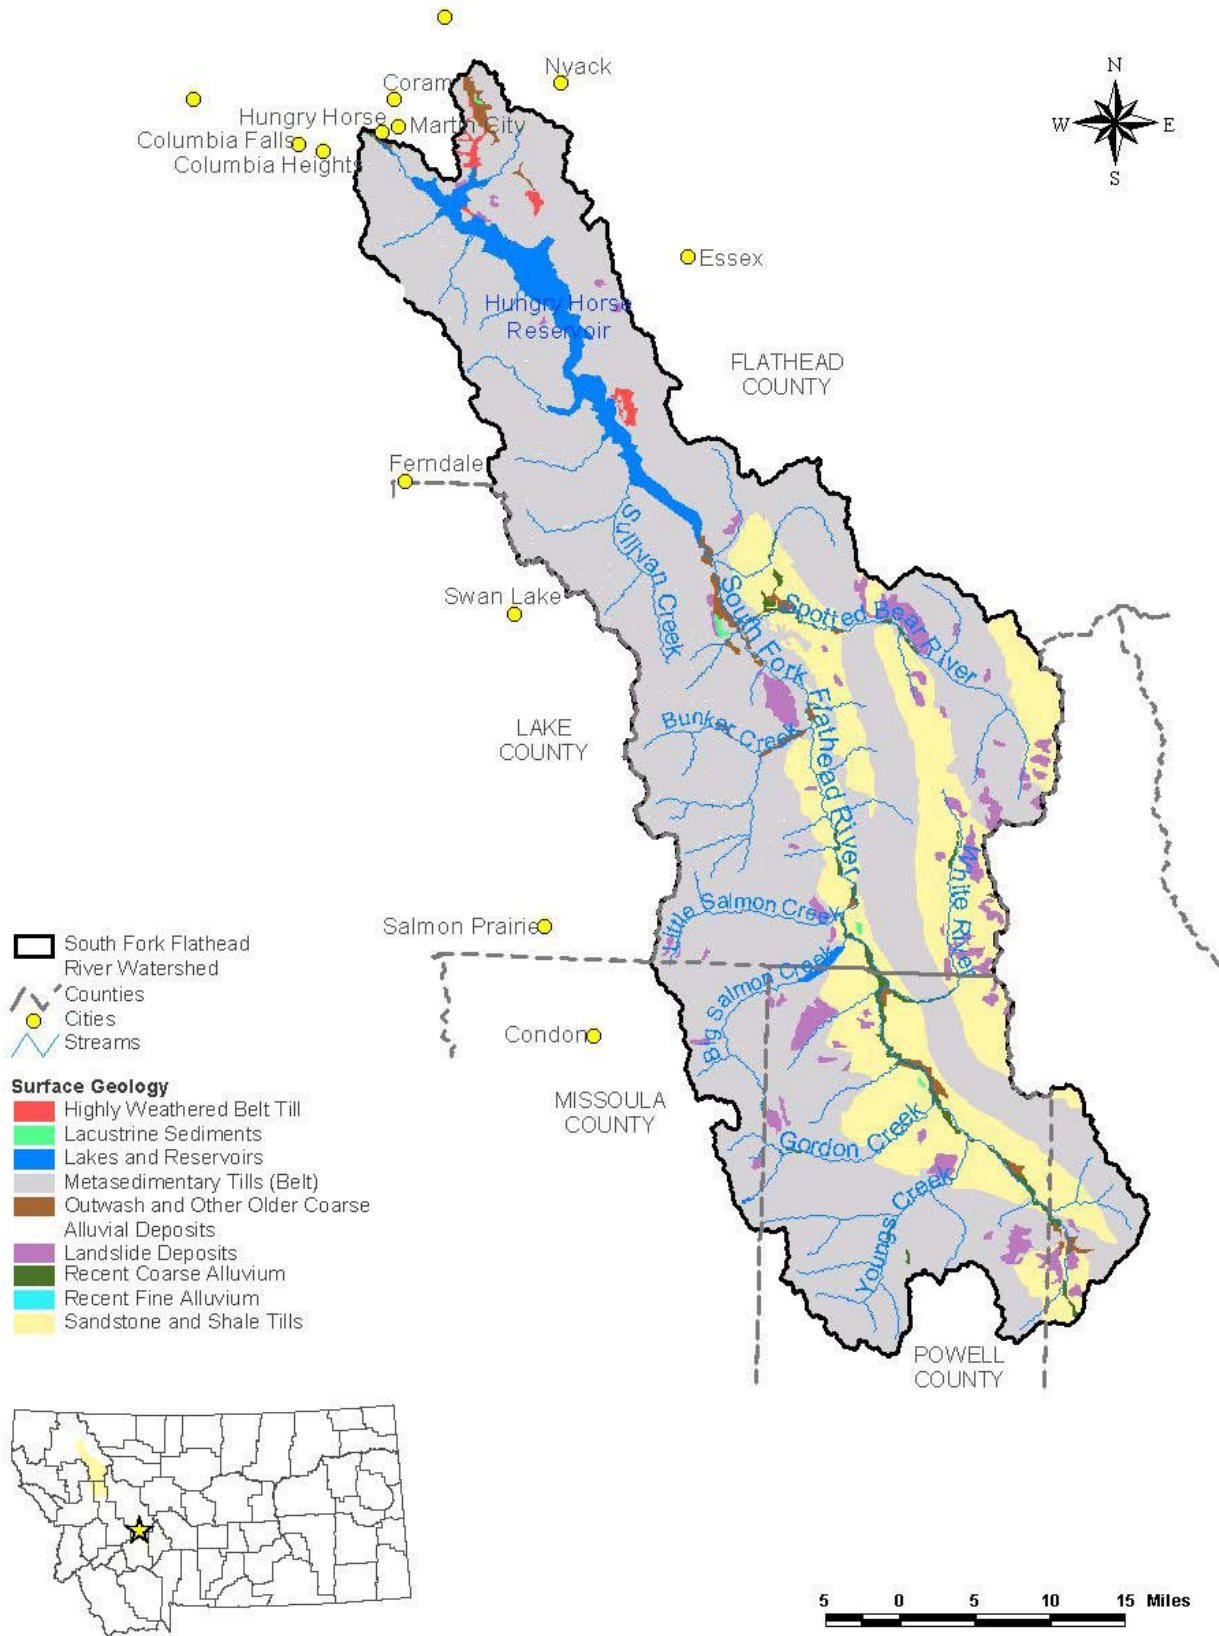 Nyack
Coram
Hungry Horse
Martin City
Columbia Falls
Columbia Heights
N
W
E
S
Essex
Hungry Horse
Reservoir
FLATHEAD
COUNTY
Ferndale
Sullivan Creek
Swan Lake
South Fork Flathead River
Spotted Bear River
LAKE
COUNTY
Bunker Creek
White River
Little Salmon Creek
Salmon Prairie
Big Salmon Creek
Condon
MISSOULA
COUNTY
Gordon Creek
Youngs Creek
POWELL
COUNTY
South Fork Flathead
River Watershed
Counties
Cities
Streams
Surface Geology
Highly Weathered Belt Till
Lacustrine Sediments
Lakes and Reservoirs
Metasedimentary Tills (Belt)
Outwash and Other Older Coarse
Alluvial Deposits
Landslide Deposits
Recent Coarse Alluvium
Recent Fine Alluvium
Sandstone and Shale Tills
5 0 5 10 15 Miles